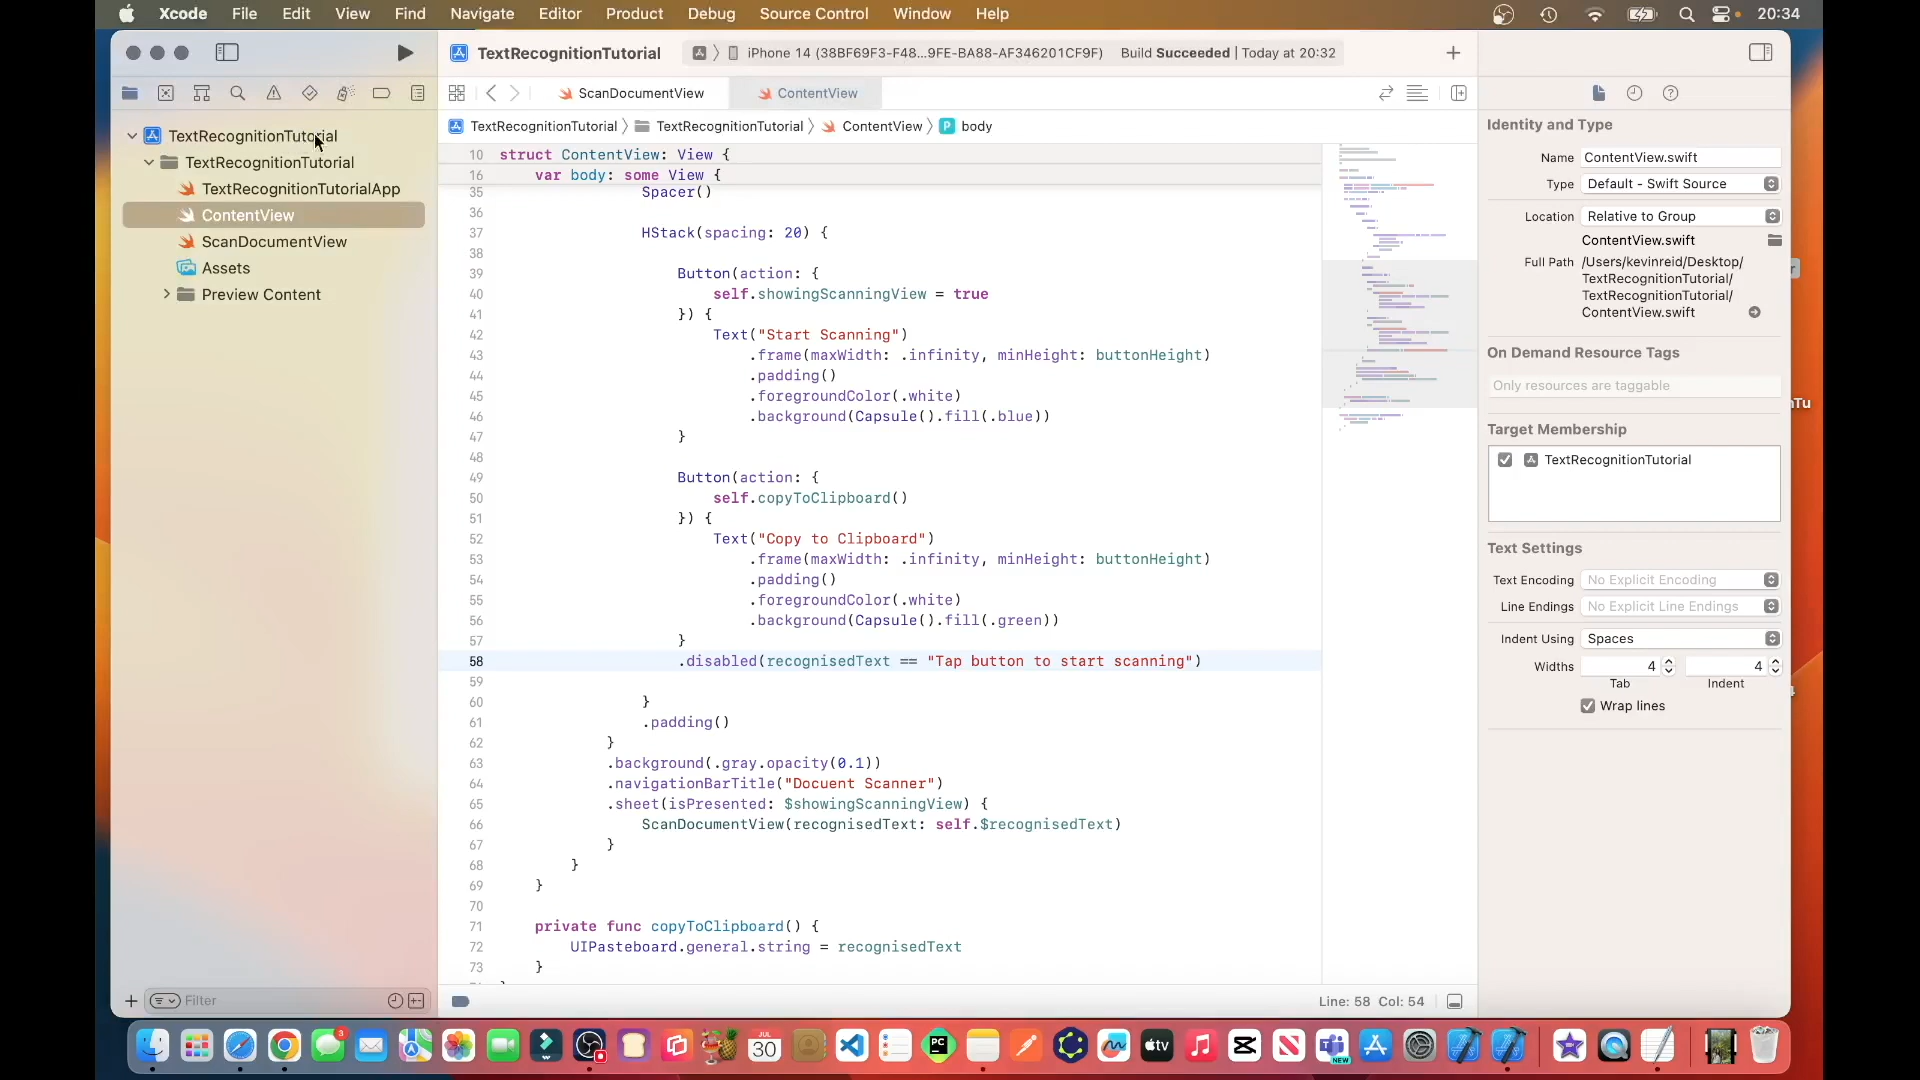 Xcode File Edit View Find Navigate Editor Product Debug Source Control Window Help 20:34
TextRecognitionTutorial iPhone 14 (38BF69F3-F48...9FE-BA88-AF346201CF9F) Build Succeeded | Today at 20:32
ScanDocumentView ContentView
TextRecognitionTutorial TextRecognitionTutorial ContentView body
TextRecognitionTutorial
TextRecognitionTutorial
TextRecognitionTutorialApp
ContentView
ScanDocumentView
Assets
Preview Content
Filter
10 struct ContentView: View {
16 var body: some View {
35 Spacer()
36
37 HStack(spacing: 20) {
38
39 Button(action: {
40 self.showingScanningView = true
41 }) {
42 Text("Start Scanning")
43 .frame(maxWidth: .infinity, minHeight: buttonHeight)
44 .padding()
45 .foregroundColor(.white)
46 .background(Capsule().fill(.blue))
47 }
48
49 Button(action: {
50 self.copyToClipboard()
51 }) {
52 Text("Copy to Clipboard")
53 .frame(maxWidth: .infinity, minHeight: buttonHeight)
54 .padding()
55 .foregroundColor(.white)
56 .background(Capsule().fill(.green))
57 }
58 .disabled(recognisedText == "Tap button to start scanning")
59
60 }
61 .padding()
62 }
63 .background(.gray.opacity(0.1))
64 .navigationBarTitle("Docuent Scanner")
65 .sheet(isPresented: $showingScanningView) {
66 ScanDocumentView(recognisedText: self.$recognisedText)
67 }
68 }
69 }
70
71 private func copyToClipboard() {
72 UIPasteboard.general.string = recognisedText
73 }
Line: 58 Col: 54
Identity and Type
Name ContentView.swift
Type Default - Swift Source
Location Relative to Group
ContentView.swift
Full Path /Users/kevinreid/Desktop/
TextRecognitionTutorial/
TextRecognitionTutorial/
ContentView.swift
On Demand Resource Tags
Only resources are taggable
Target Membership
TextRecognitionTutorial
Text Settings
Text Encoding No Explicit Encoding
Line Endings No Explicit Line Endings
Indent Using Spaces
Widths 4 4
Tab Indent
Wrap lines
3
JUL
30
PC
tv
NEW